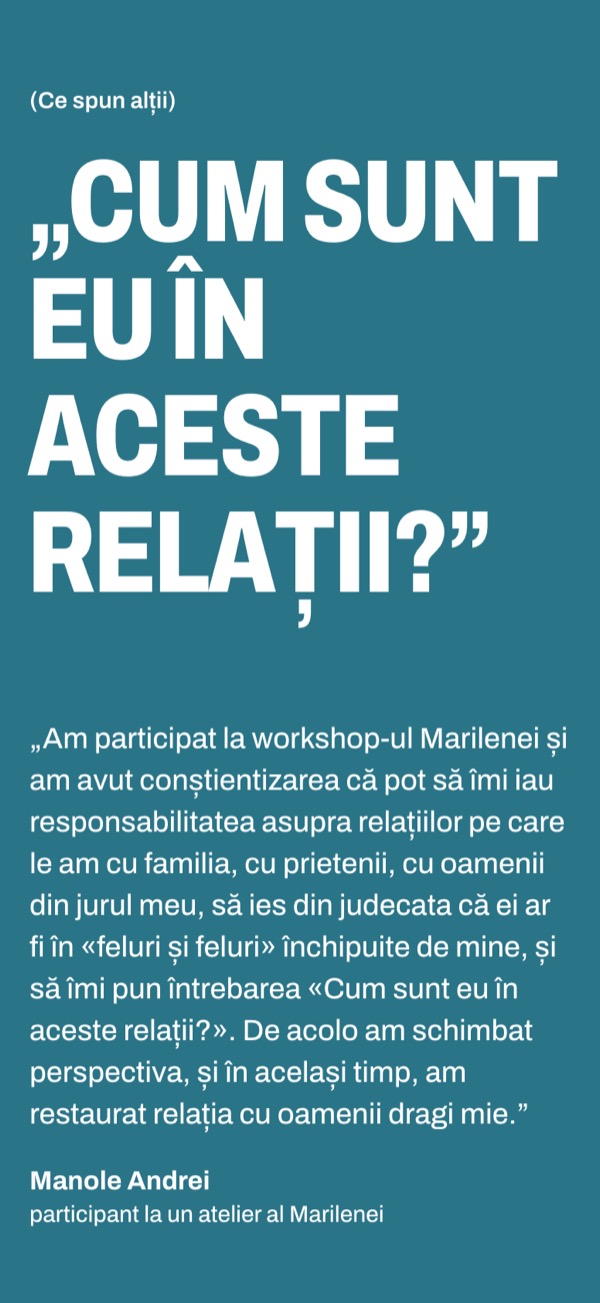 (Ce spun alții)
„CUM SUNT
EU ÎN
ACESTE
RELAȚII?”
„Am participat la workshop-ul Marilenei și
am avut conștientizarea că pot să îmi iau
responsabilitatea asupra relațiilor pe care
le am cu familia, cu prietenii, cu oamenii
din jurul meu, să ies din judecata că ei ar
fi în «feluri și feluri» închipuite de mine, și
să îmi pun întrebarea «Cum sunt eu în
aceste relații?». De acolo am schimbat
perspectiva, și în același timp, am
restaurat relația cu oamenii dragi mie.”
Manole Andrei
participant la un atelier al Marilenei